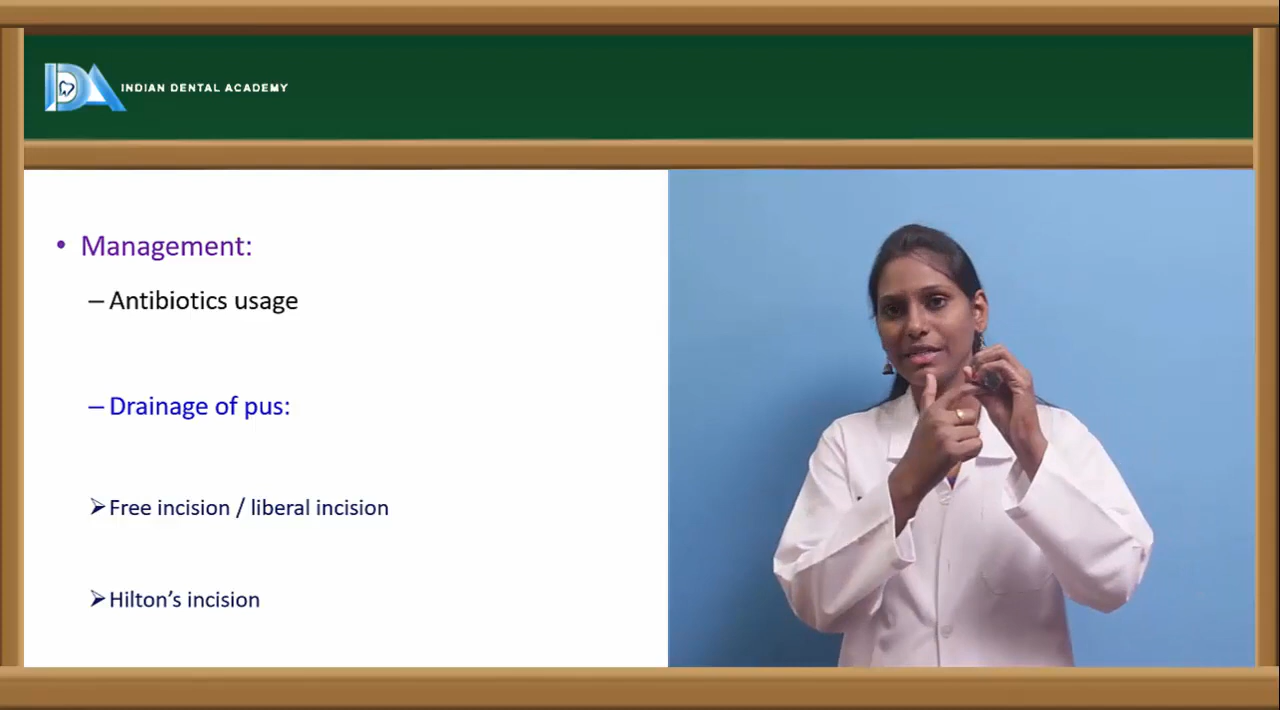 INDIAN DENTAL ACADEMY
• Management:
– Antibiotics usage
– Drainage of pus:
➢ Free incision / liberal incision
➢ Hilton’s incision